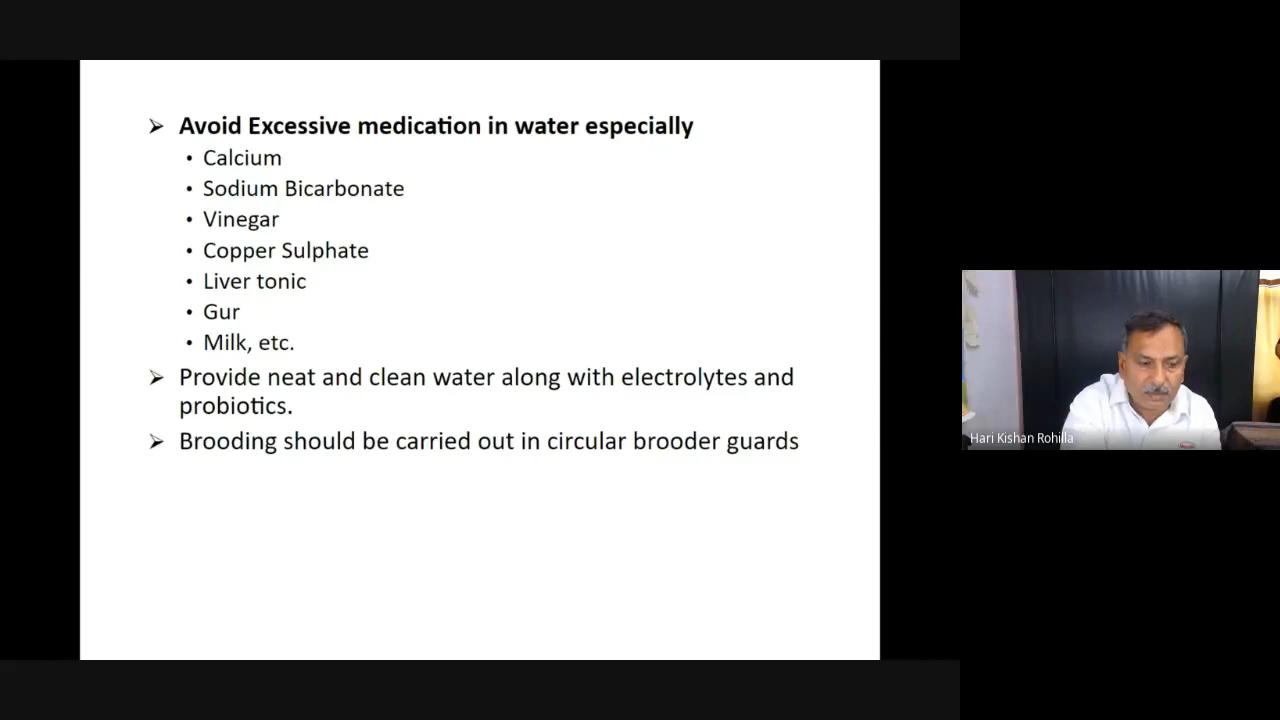 Avoid Excessive medication in water especially
Calcium
Sodium Bicarbonate
Vinegar
Copper Sulphate
Liver tonic
Gur
Milk, etc.
Provide neat and clean water along with electrolytes and
probiotics.
Brooding should be carried out in circular brooder guards
Hari Kishan Rohilla